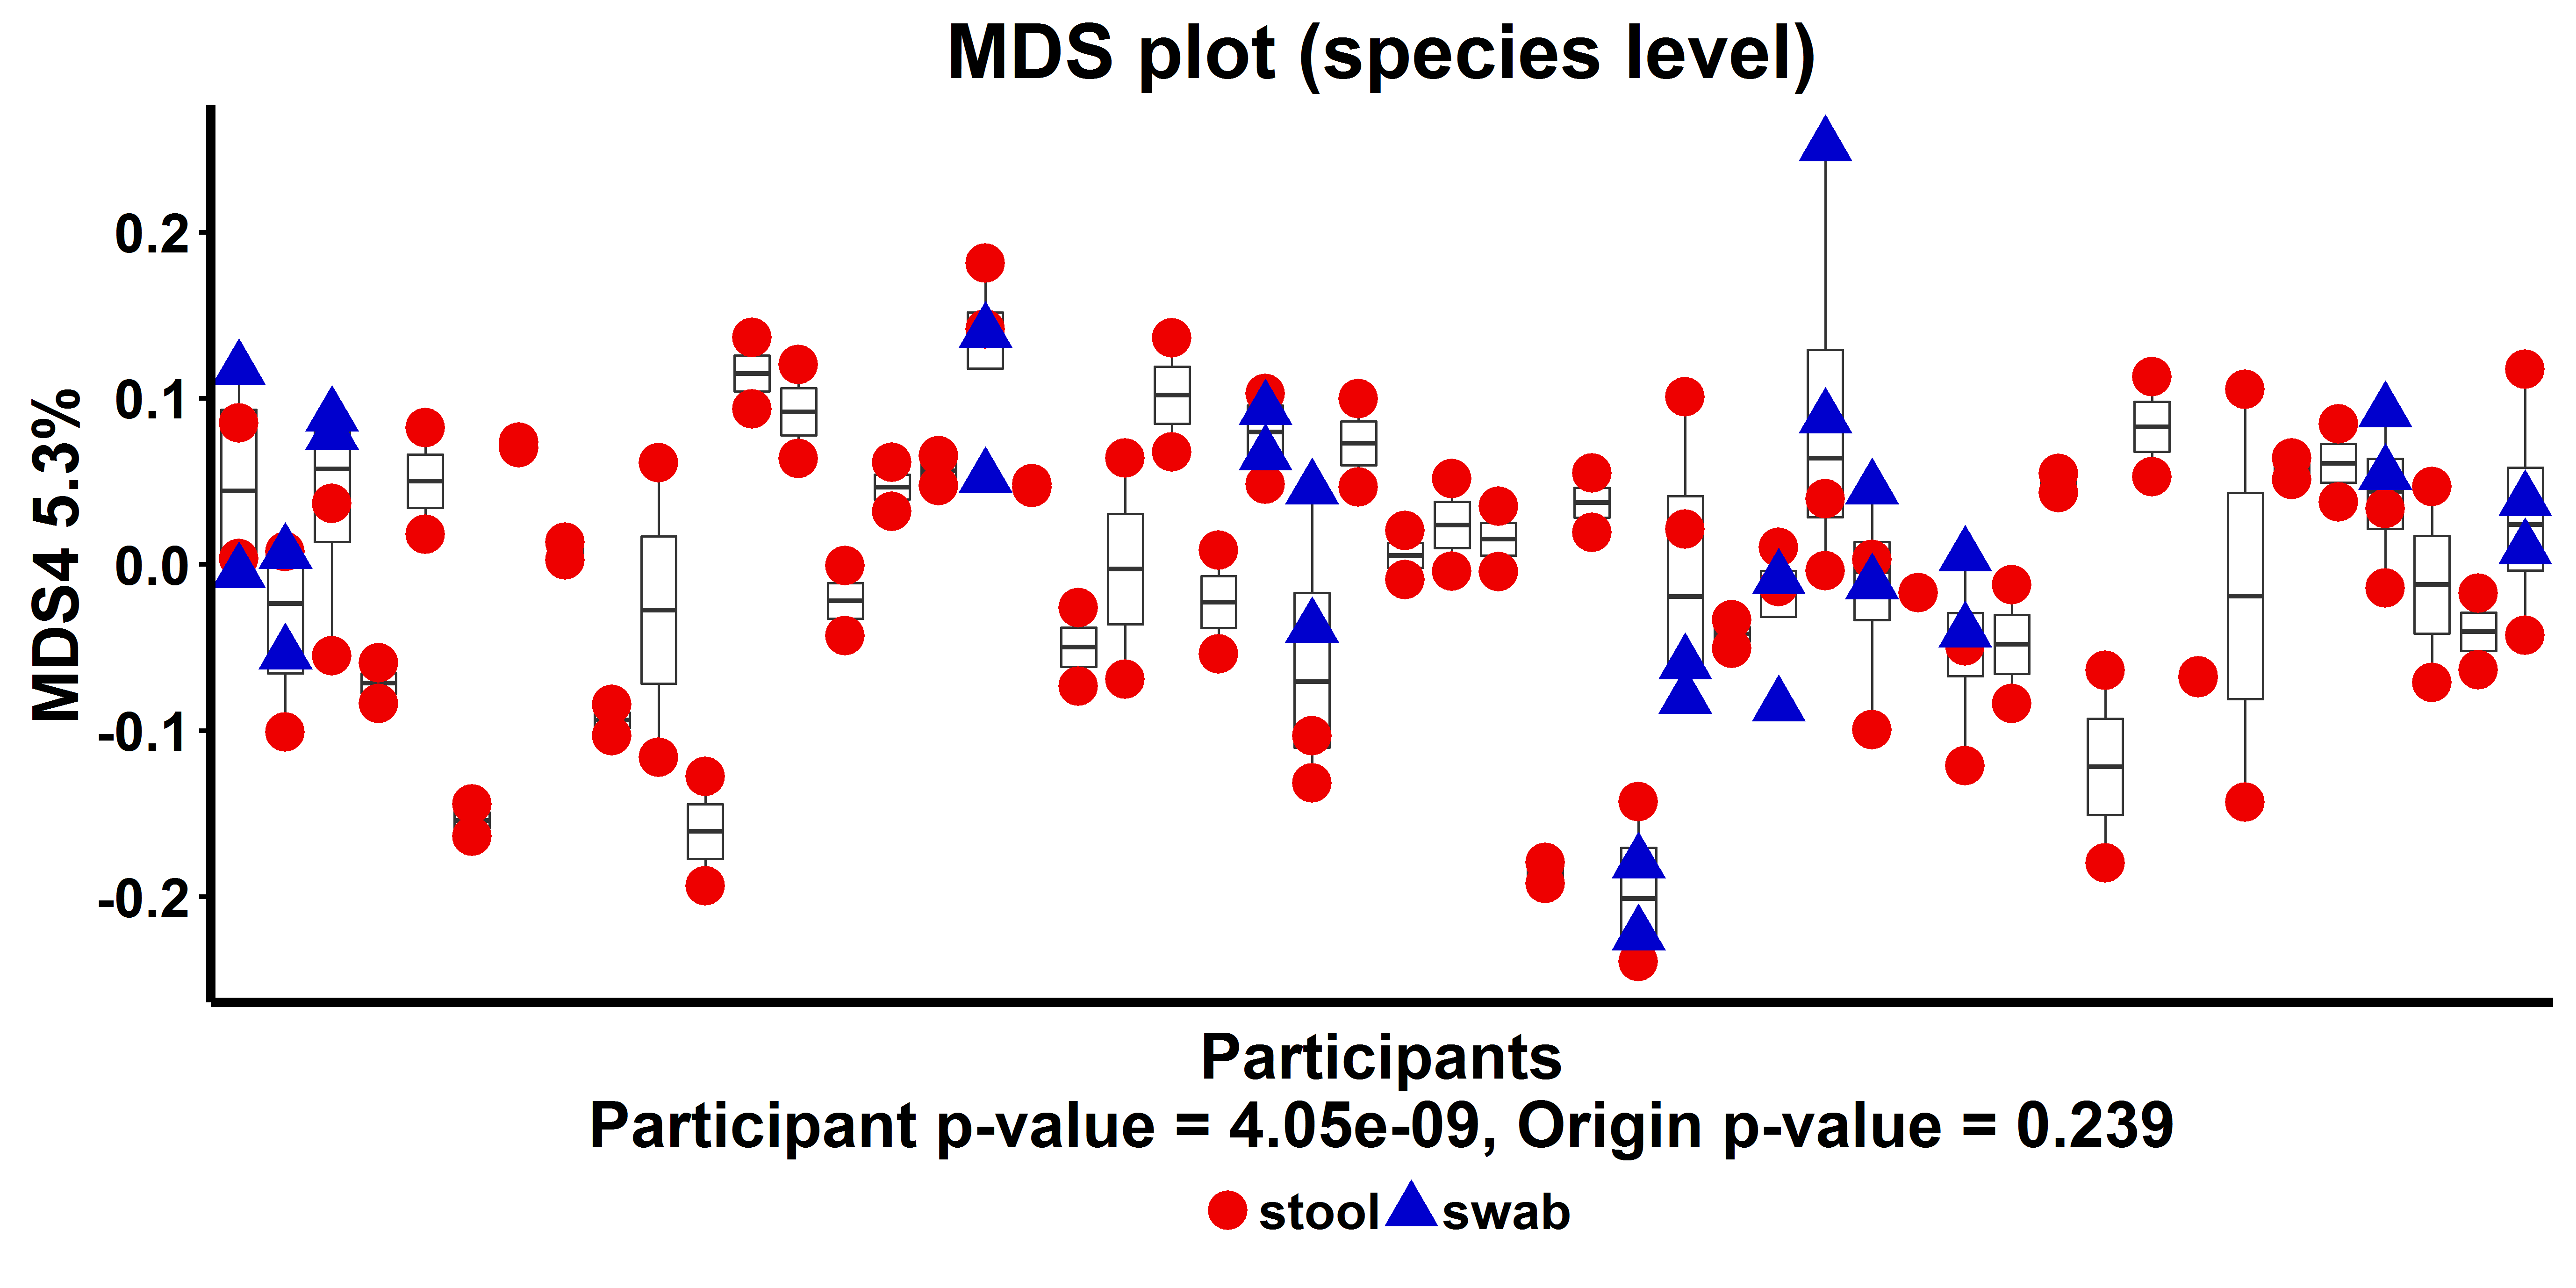 MDS plot (species level)
MDS4 5.3%
0.2
0.1
0.0
-0.1
-0.2
Participants
Participant p-value = 4.05e-09, Origin p-value = 0.239
stool swab